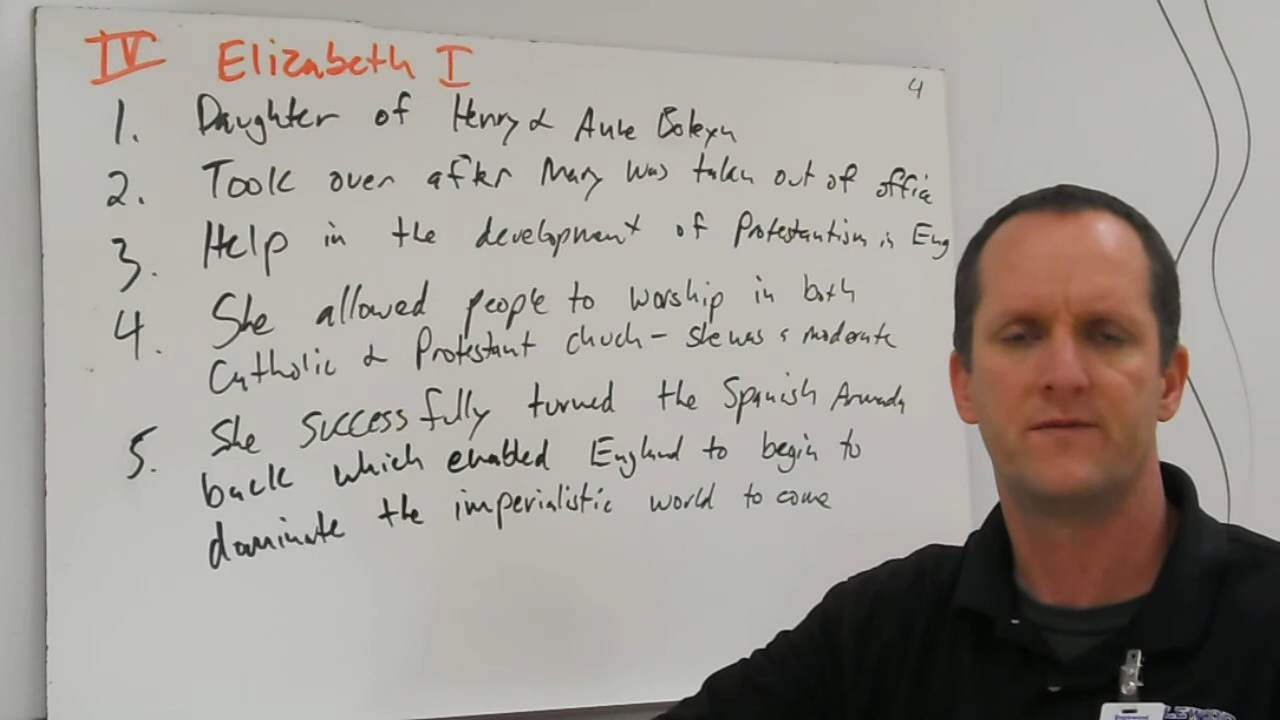 IV Elizabeth I
4
1. Daughter of Henry & Anne Boleyn
2. Took over after Mary was taken out of office
3. Help in the development of Protestantism in Eng
4. She allowed people to worship in both
Catholic & Protestant chuch - she was a moderate
5. She successfully turned the Spanish Armada
back which enabled England to begin to
dominate the imperialistic world to come